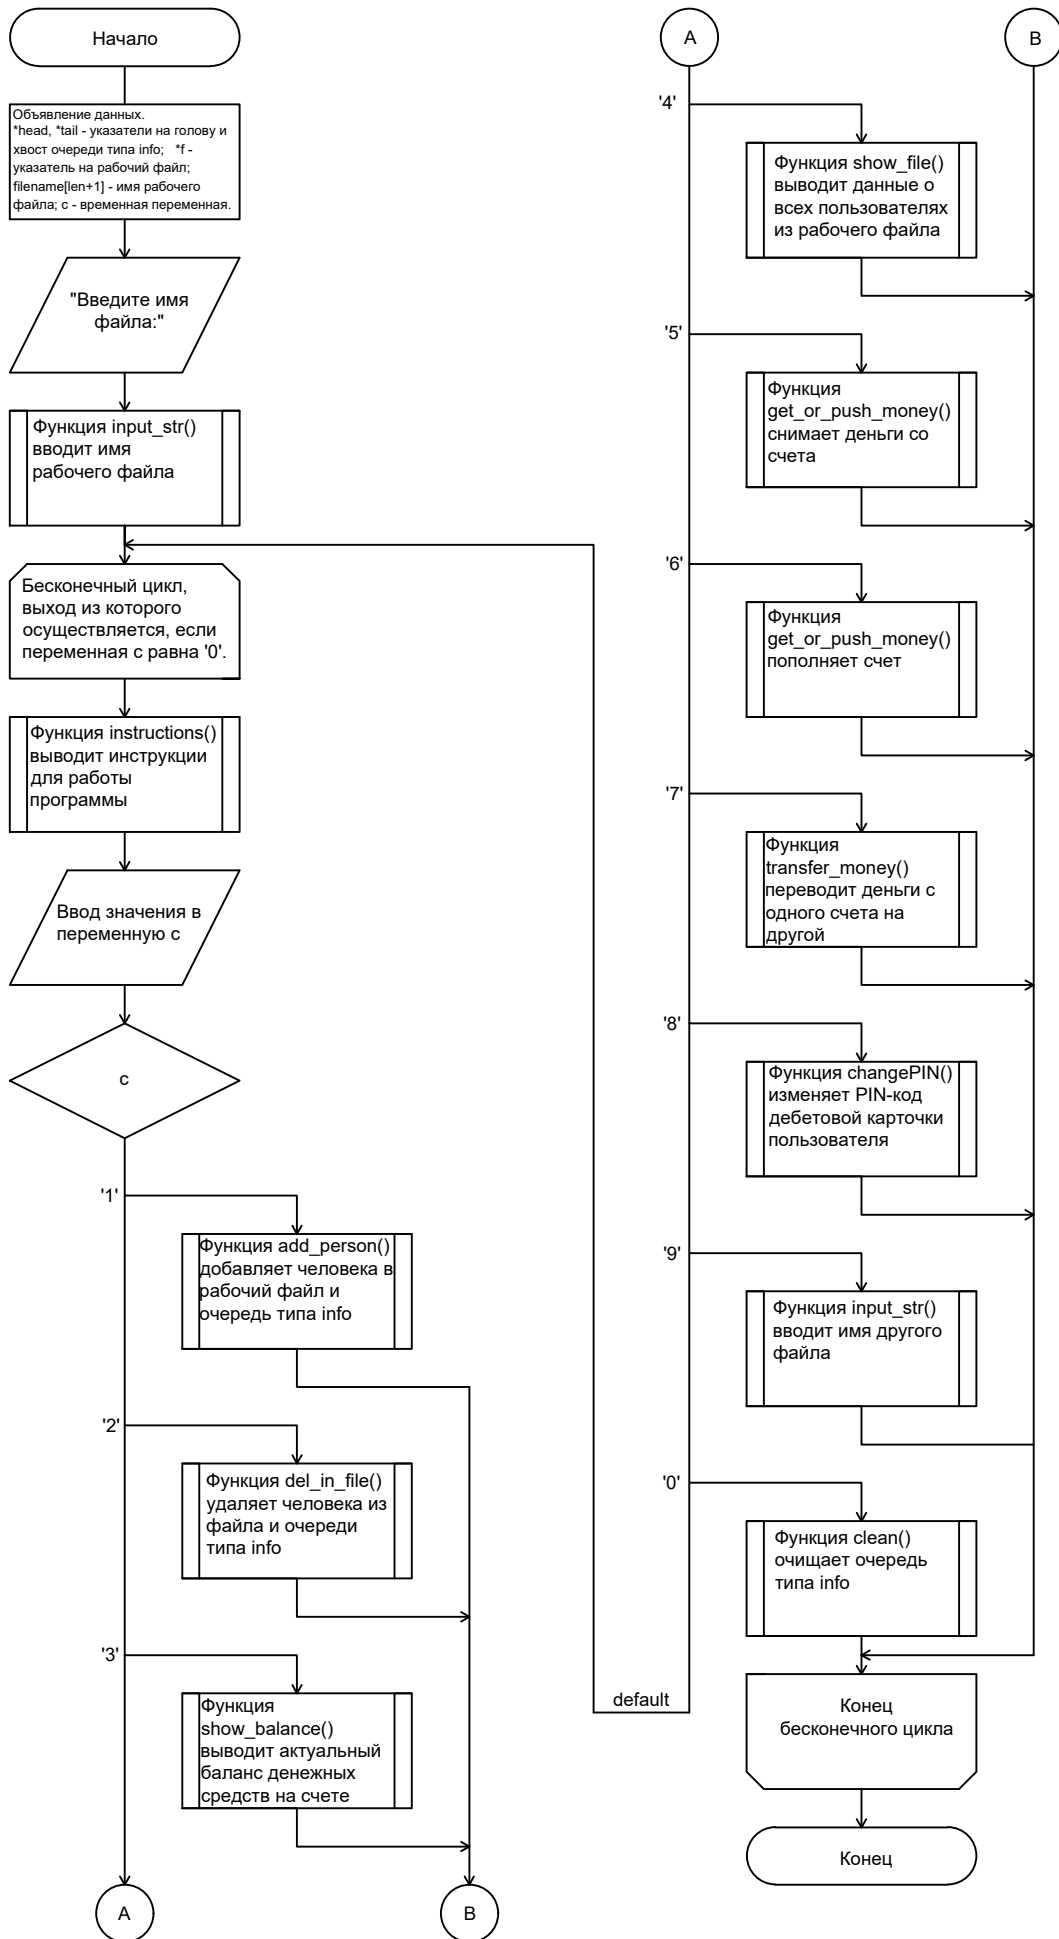 Начало
Объявление данных.
*head, *tail - указатели на голову и
хвост очереди типа info;   *f -
указатель на рабочий файл;
filename[len+1] - имя рабочего
файла; с - временная переменная.
"Введите имя
файла:"
Функция input_str()
вводит имя
рабочего файла
Бесконечный цикл,
выход из которого
осуществляется, если
переменная с равна '0'.
Функция instructions()
выводит инструкции
для работы
программы
Ввод значения в
переменную с
с
'1'
Функция add_person()
добавляет человека в
рабочий файл и
очередь типа info
'2'
Функция del_in_file()
удаляет человека из
файла и очереди
типа info
'3'
Функция
show_balance()
выводит актуальный
баланс денежных
средств на счете
A
B
A
B
'4'
Функция show_file()
выводит данные о
всех пользователях
из рабочего файла
'5'
Функция
get_or_push_money()
снимает деньги со
счета
'6'
Функция
get_or_push_money()
пополняет счет
'7'
Функция
transfer_money()
переводит деньги с
одного счета на
другой
'8'
Функция changePIN()
изменяет PIN-код
дебетовой карточки
пользователя
'9'
Функция input_str()
вводит имя другого
файла
'0'
Функция clean()
очищает очередь
типа info
default
Конец
бесконечного цикла
Конец